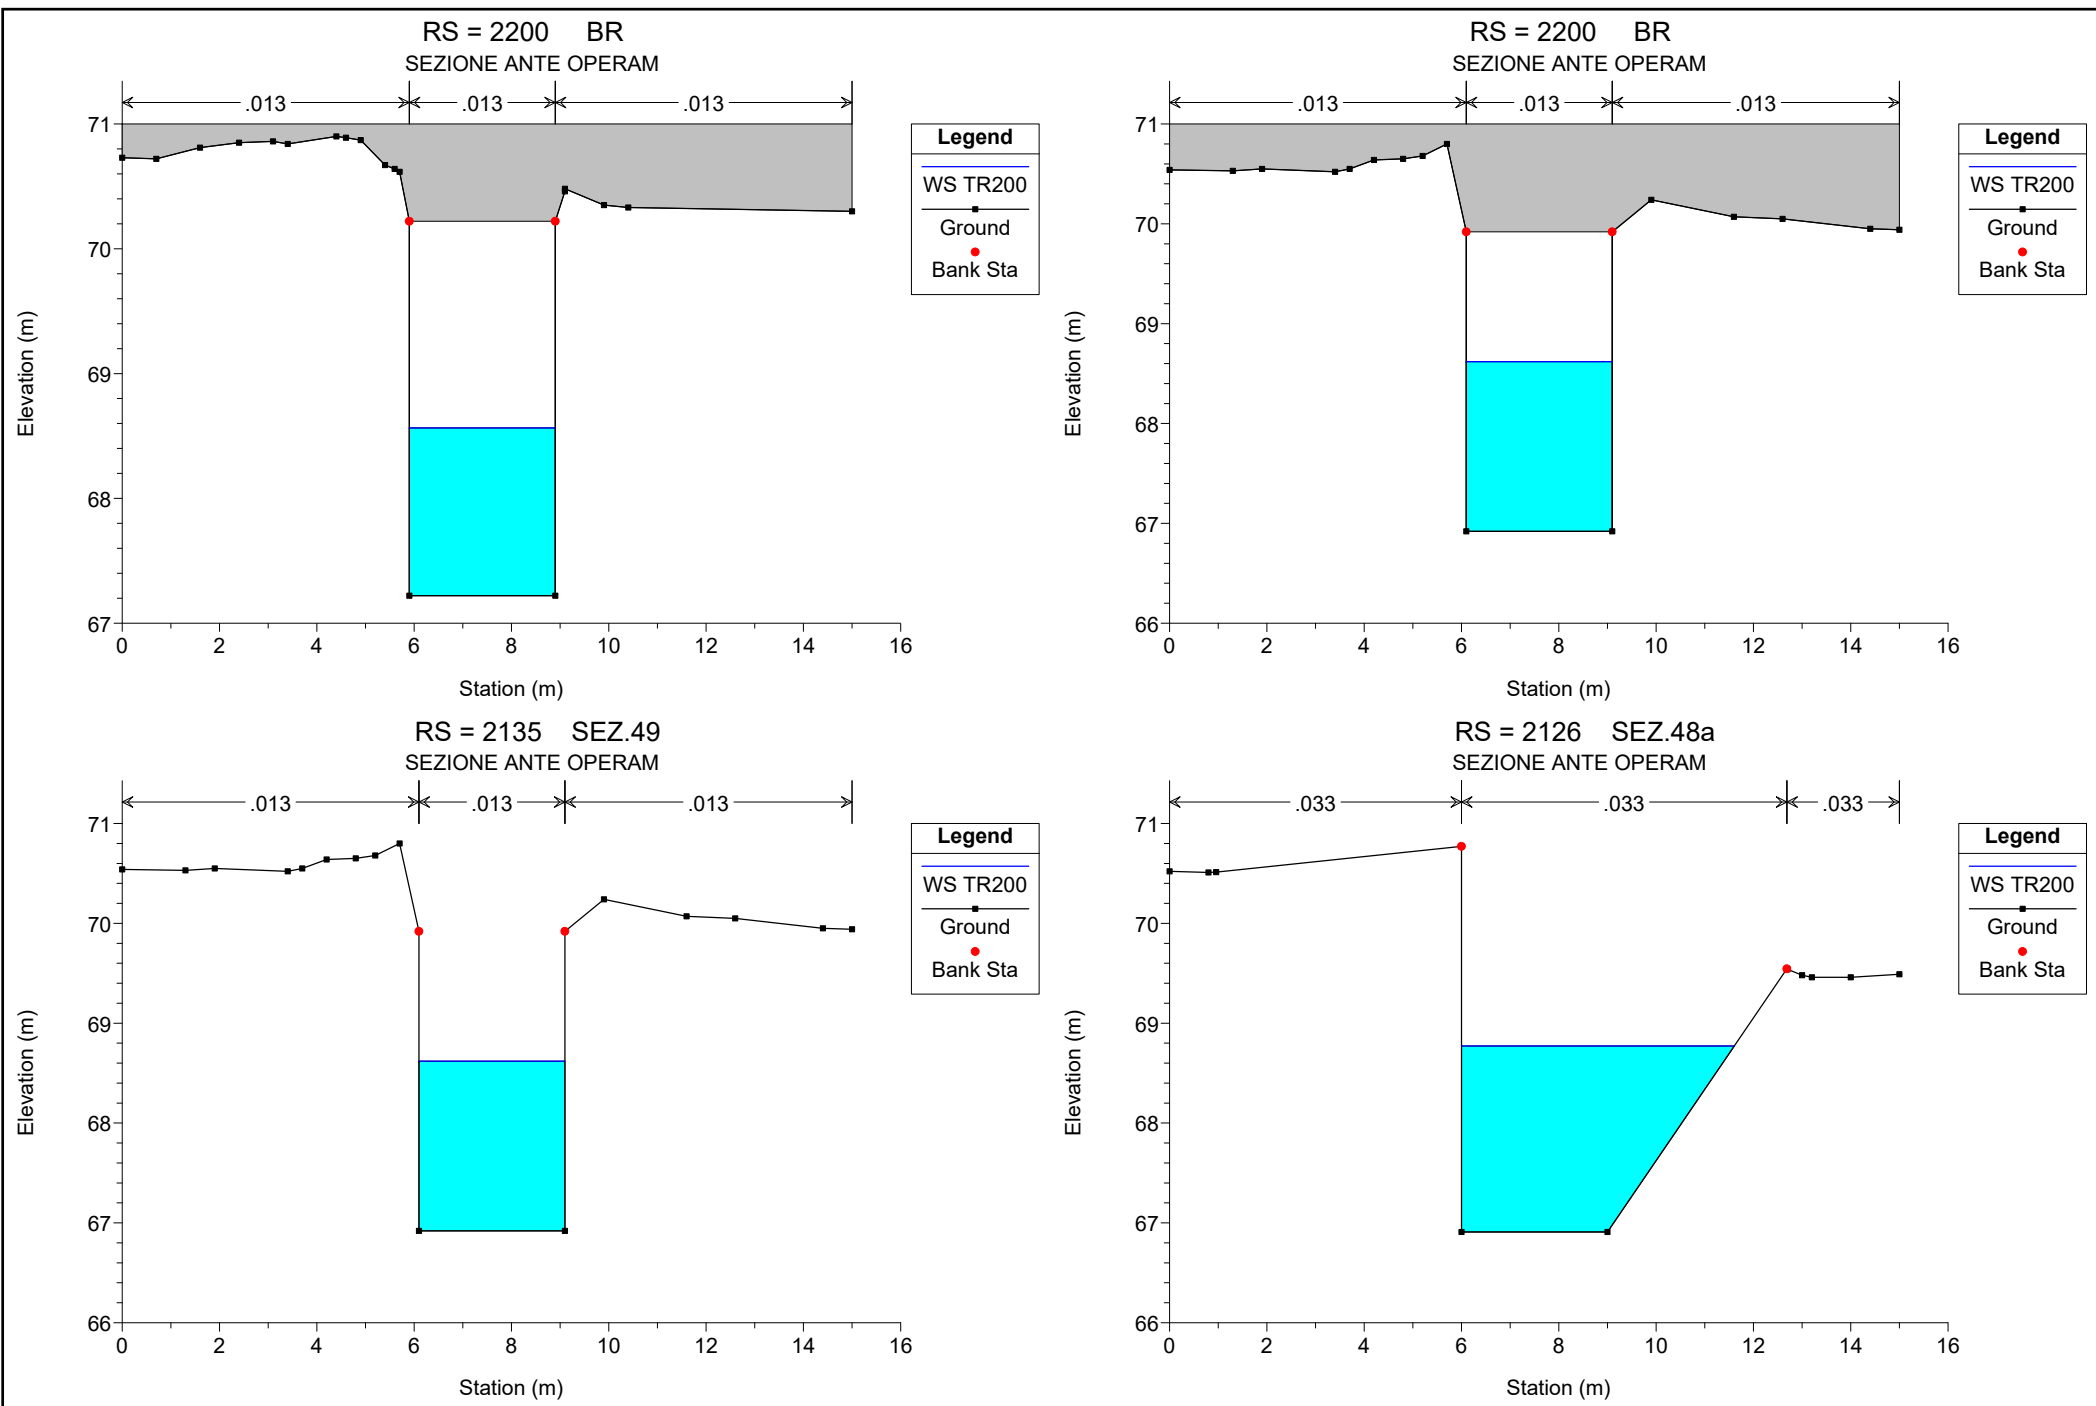 RS = 2200 BR
SEZIONE ANTE OPERAM
.013 .013 .013
71
70
69
68
67
Elevation (m)
0 2 4 6 8 10 12 14 16
Station (m)
Legend
WS TR200
Ground
Bank Sta
RS = 2200 BR
SEZIONE ANTE OPERAM
.013 .013 .013
71
70
69
68
67
66
Elevation (m)
0 2 4 6 8 10 12 14 16
Station (m)
Legend
WS TR200
Ground
Bank Sta
RS = 2135 SEZ.49
SEZIONE ANTE OPERAM
.013 .013 .013
71
70
69
68
67
66
Elevation (m)
0 2 4 6 8 10 12 14 16
Station (m)
Legend
WS TR200
Ground
Bank Sta
RS = 2126 SEZ.48a
SEZIONE ANTE OPERAM
.033 .033 .033
71
70
69
68
67
66
Elevation (m)
0 2 4 6 8 10 12 14 16
Station (m)
Legend
WS TR200
Ground
Bank Sta